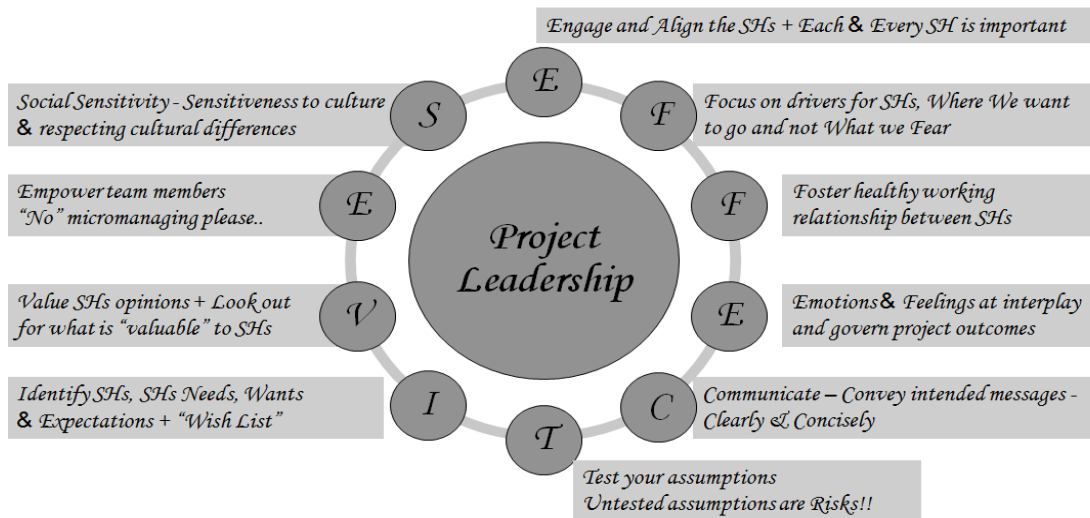 Engage and Align the SHs + Each & Every SH is important
E
F
Focus on drivers for SHs, Where We want
to go and not What we Fear
F
Foster healthy working
relationship between SHs
E
Emotions & Feelings at interplay
and govern project outcomes
C
Communicate – Convey intended messages -
Clearly & Concisely
T
Test your assumptions
Untested assumptions are Risks!!
I
Identify SHs, SHs Needs, Wants
& Expectations + “Wish List”
V
Value SHs opinions + Look out
for what is “valuable” to SHs
E
Empower team members
“No” micromanaging please..
S
Social Sensitivity - Sensitiveness to culture
& respecting cultural differences
Project
Leadership